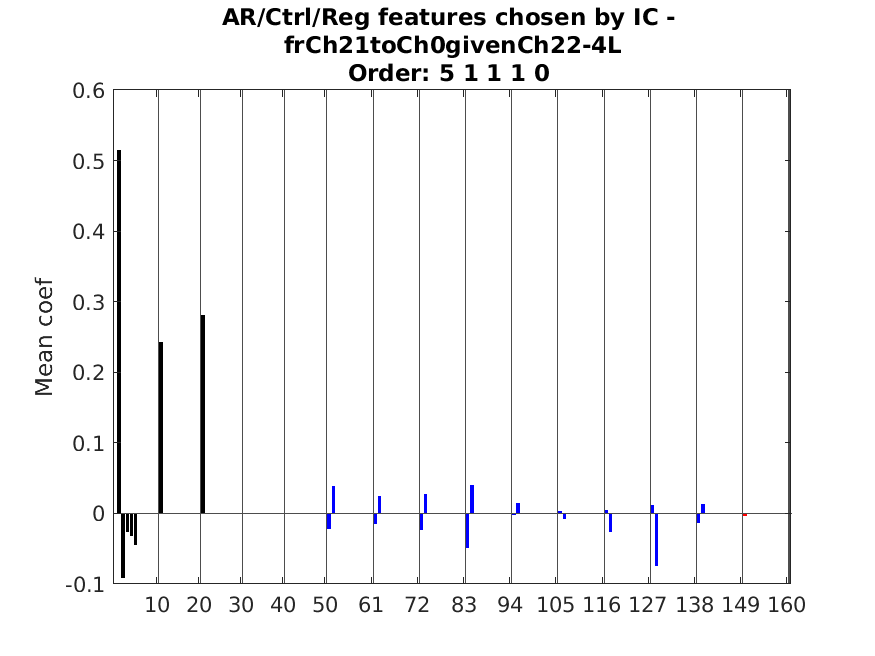 AR/Ctrl/Reg features chosen by IC -
frCh21toCh0givenCh22-4L
Order: 5 1 1 1 0
0.6
0.5
0.4
0.3
0.2
0.1
0
-0.1
Mean coef
10 20 30 40 50 61 72 83 94 105 116 127 138 149 160